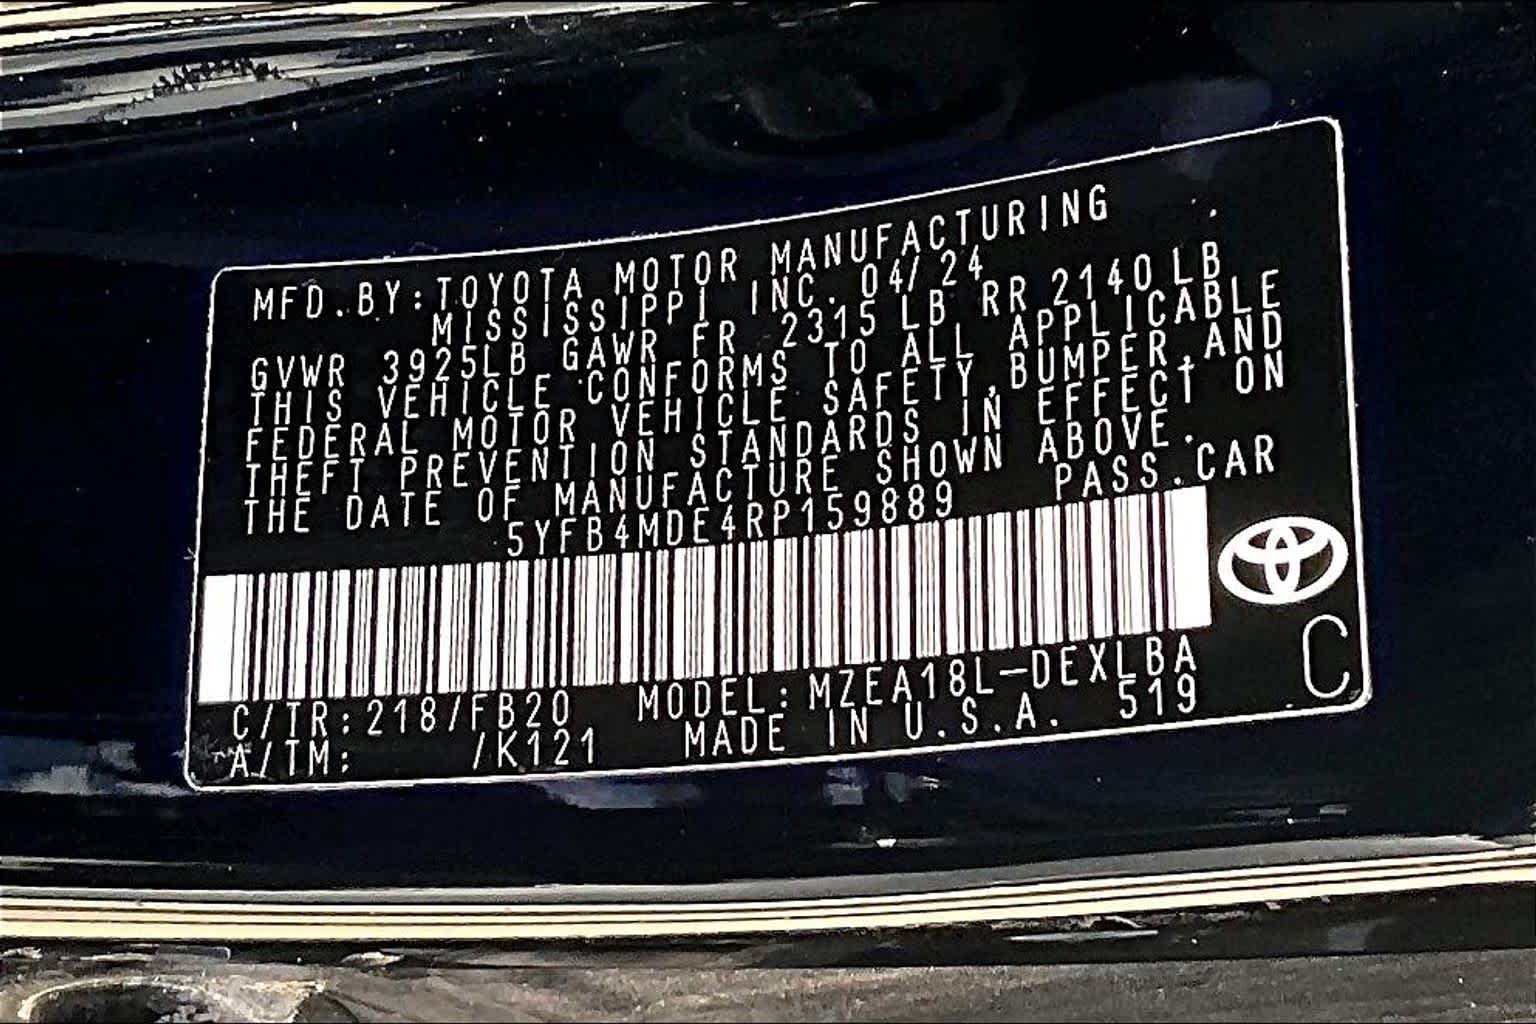 MFD.BY:TOYOTA MOTOR MANUFACTURING
MISSISSIPPI INC. 04/24
GVWR 3925LB GAWR FR 2315 LB RR 2140 LB
THIS VEHICLE CONFORMS TO ALL APPLICABLE
FEDERAL MOTOR VEHICLE SAFETY,BUMPER,AND
THEFT PREVENTION STANDARDS IN EFFECT ON
THE DATE OF MANUFACTURE SHOWN ABOVE.
5YFB4MDE4RP159889 PASS.CAR
C/TR:218/FB20 MODEL:MZEA18L-DEXLBA
A/TM: /K121 MADE IN U.S.A. 519
C